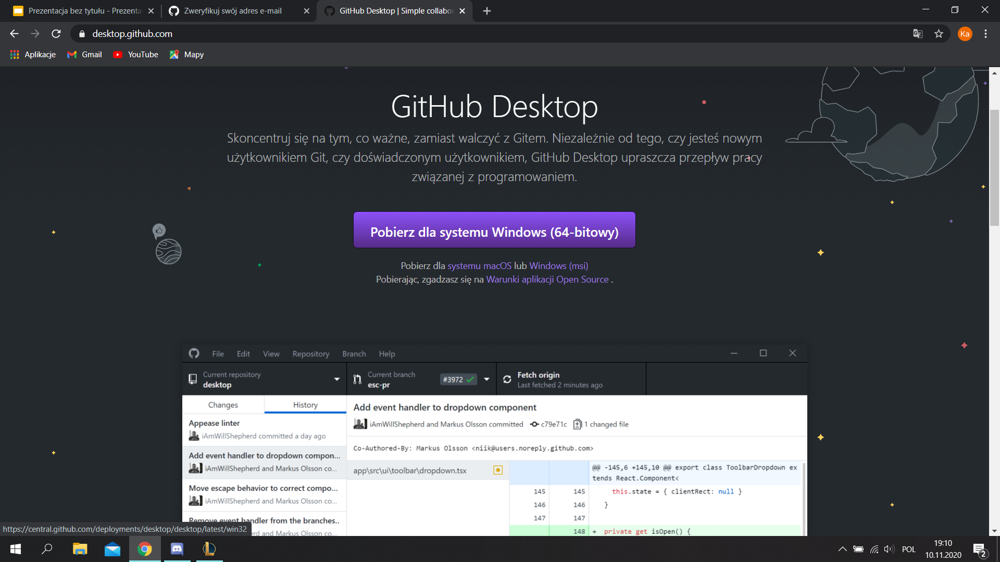 Prezentacja bez tytułu - Prezenta
Zweryfikuj swój adres e-mail
GitHub Desktop | Simple collabor
desktop.github.com
Ka
Aplikacje
Gmail
YouTube
Mapy
GitHub Desktop
Skoncentruj się na tym, co ważne, zamiast walczyć z Gitem. Niezależnie od tego, czy jesteś nowym
użytkownikiem Git, czy doświadczonym użytkownikiem, GitHub Desktop upraszcza przepływ pracy
związanej z programowaniem.
Pobierz dla systemu Windows (64-bitowy)
Pobierz dla systemu macOS lub Windows (msi)
Pobierając, zgadzasz się na Warunki aplikacji Open Source .
File Edit View Repository Branch Help
Current repository
desktop
Current branch
esc-pr
#3972
Fetch origin
Last fetched 2 minutes ago
Changes
History
Appease linter
iAmWillShepherd committed a day ago
Add event handler to dropdown compon...
iAmWillShepherd and Markus Olsson co...
Move escape behavior to correct compo...
iAmWillShepherd and Markus Olsson co...
Remove event handler from the branches..
d and Markus Olsson co...
Add event handler to dropdown component
iAmWillShepherd and Markus Olsson committed c79e71c 1 changed file
Co-Authored-By: Markus Olsson <niik@users.noreply.github.com>
app\src\ui\toolbar\dropdown.tsx
@@ -145,6 +145,10 @@ export class ToolbarDropdown ex
tends React.Component<
145 145 this.state = { clientRect: null }
146 146 }
147 147
148 + private get isOpen() {
https://central.github.com/deployments/desktop/desktop/latest/win32
POL
19:10
10.11.2020
2